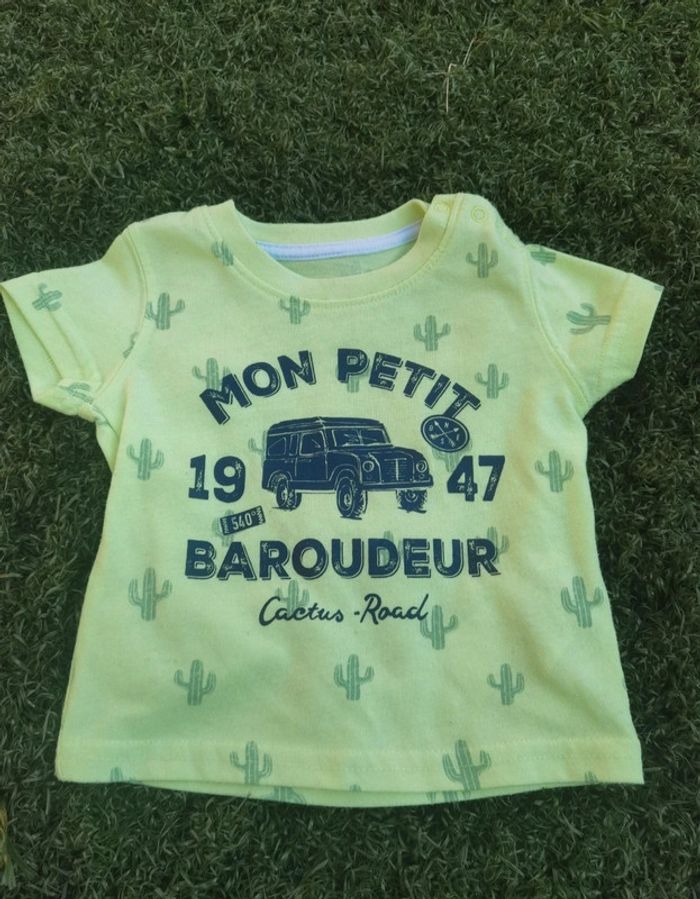 MON PETIT
19 47
540°
BAROUDEUR
Cactus - Road